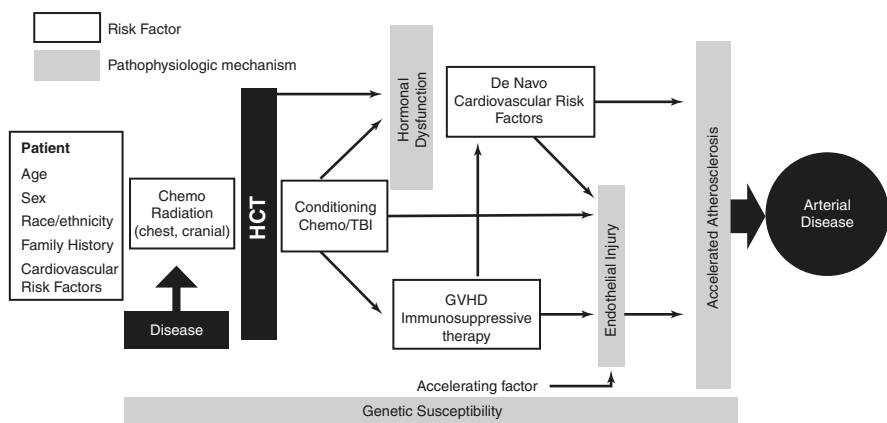 Risk Factor
Pathophysiologic mechanism
Patient
Age
Sex
Race/ethnicity
Family History
Cardiovascular
Risk Factors
Chemo
Radiation
(chest, cranial)
Disease
HCT
Conditioning
Chemo/TBI
Hormonal
Dysfunction
De Navo
Cardiovascular Risk
Factors
GVHD
Immunosuppressive
therapy
Endothelial Injury
Accelerating factor
Accelerated Atherosclerosis
Arterial
Disease
Genetic Susceptibility